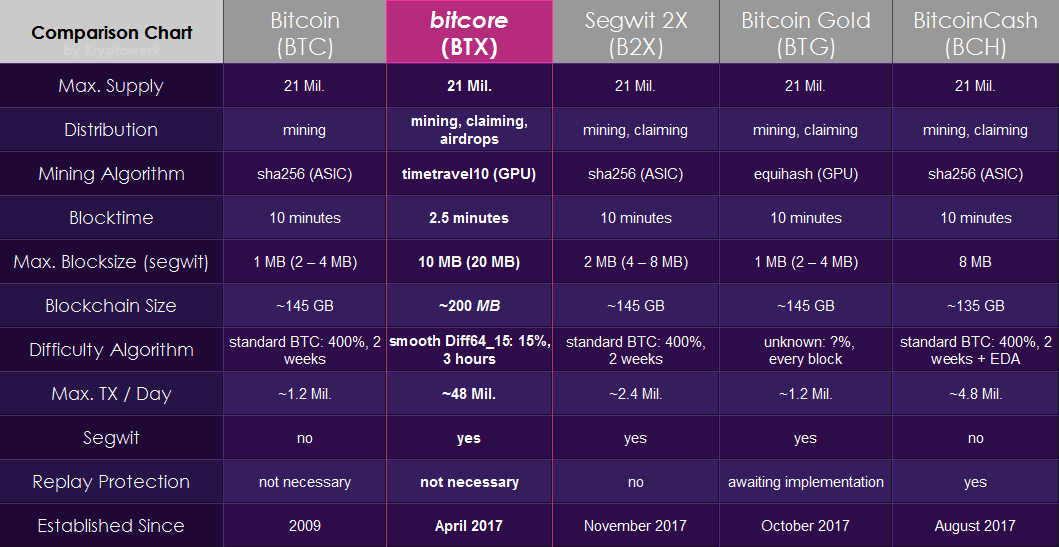 Comparison Chart
by Kryptowerk
Bitcoin (BTC)
bitcore (BTX)
Segwit 2X (B2X)
Bitcoin Gold (BTG)
BitcoinCash (BCH)
Max. Supply 21 Mil. 21 Mil. 21 Mil. 21 Mil. 21 Mil.
Distribution mining mining, claiming, airdrops mining, claiming mining, claiming mining, claiming
Mining Algorithm sha256 (ASIC) timetravel10 (GPU) sha256 (ASIC) equihash (GPU) sha256 (ASIC)
Blocktime 10 minutes 2.5 minutes 10 minutes 10 minutes 10 minutes
Max. Blocksize (segwit) 1 MB (2 – 4 MB) 10 MB (20 MB) 2 MB (4 – 8 MB) 1 MB (2 – 4 MB) 8 MB
Blockchain Size ~145 GB ~200 MB ~145 GB ~145 GB ~135 GB
Difficulty Algorithm standard BTC: 400%, 2 weeks smooth Diff64_15: 15%, 3 hours standard BTC: 400%, 2 weeks unknown: ?%, every block standard BTC: 400%, 2 weeks + EDA
Max. TX / Day ~1.2 Mil. ~48 Mil. ~2.4 Mil. ~1.2 Mil. ~4.8 Mil.
Segwit no yes yes yes no
Replay Protection not necessary not necessary no awaiting implementation yes
Established Since 2009 April 2017 November 2017 October 2017 August 2017